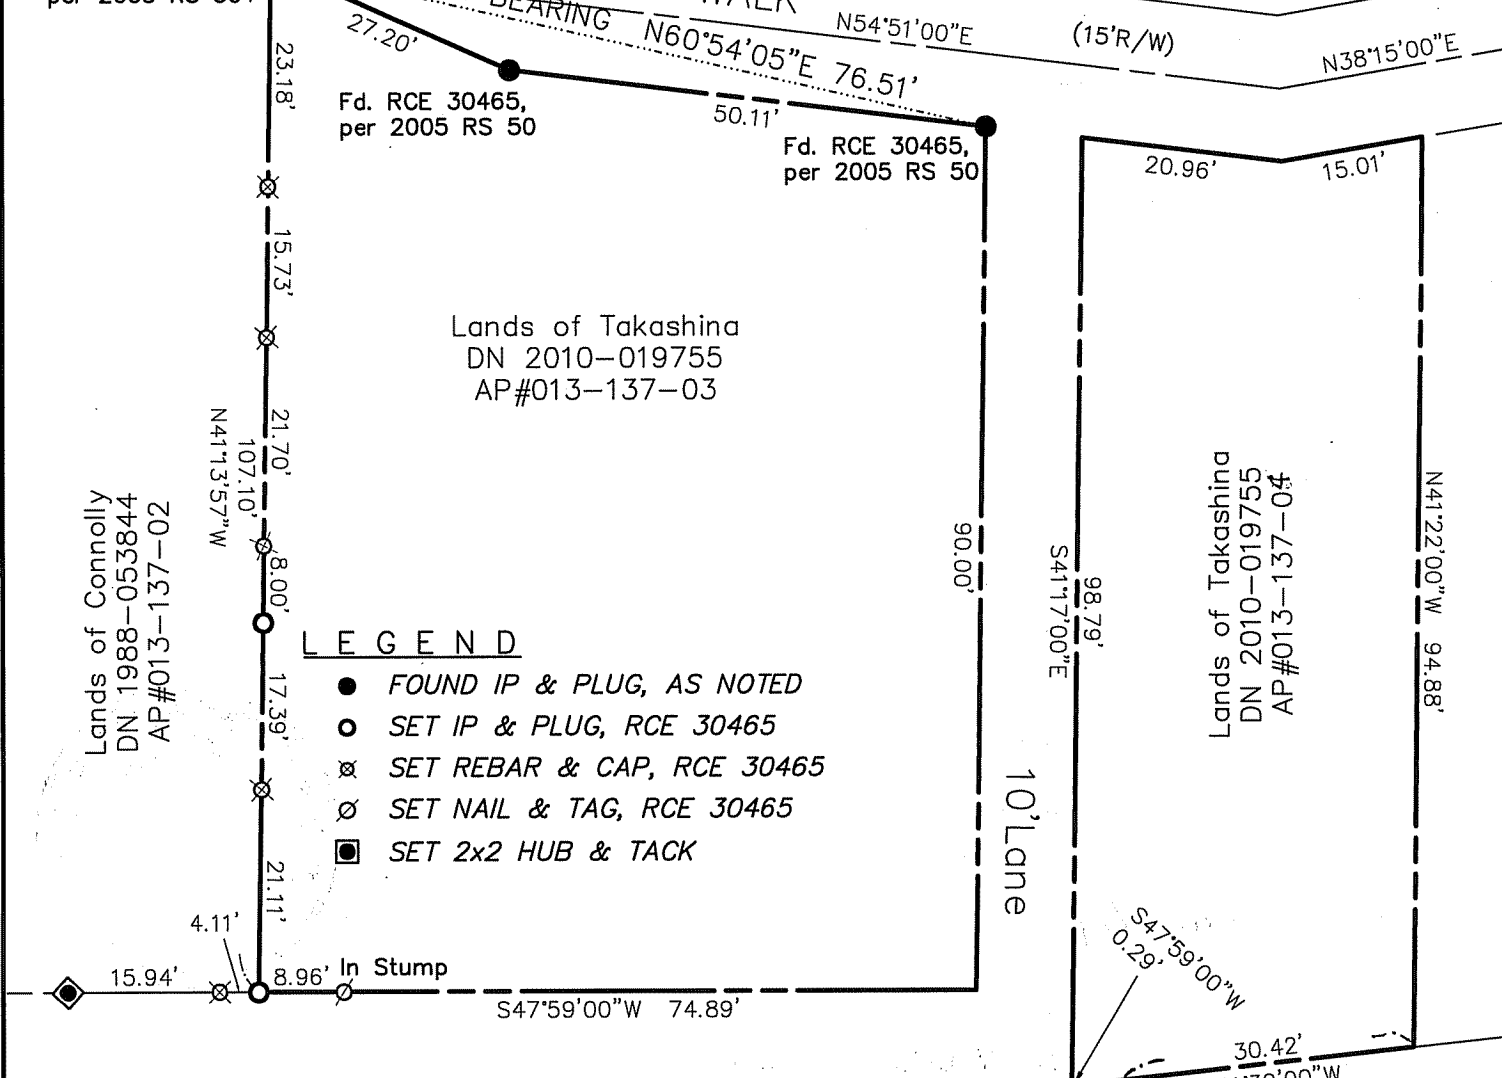 per 2005 RS
BEARING
WALK
N54°51'00"E
(15'R/W)
N38°15'00"E
27.20'
N60°54'05"E 76.51'
23.18'
Fd. RCE 30465,
per 2005 RS 50
50.11'
Fd. RCE 30465,
per 2005 RS 50
20.96'
15.01'
15.73'
Lands of Takashina
DN 2010-019755
AP#013-137-03
21.70'
107.10'
N41°13'57"W
Lands of Connolly
DN 1988-053844
AP#013-137-02
8.00'
17.39'
21.11'
LEGEND
FOUND IP & PLUG, AS NOTED
SET IP & PLUG, RCE 30465
SET REBAR & CAP, RCE 30465
SET NAIL & TAG, RCE 30465
SET 2x2 HUB & TACK
90.00'
10'Lane
98.79'
S41°17'00"E
Lands of Takashina
DN 2010-019755
AP#013-137-04
N41°22'00"W 94.88'
4.11'
15.94'
8.96'
In Stump
S47°59'00"W 74.89'
S47°59'00"W
0.29'
30.42'